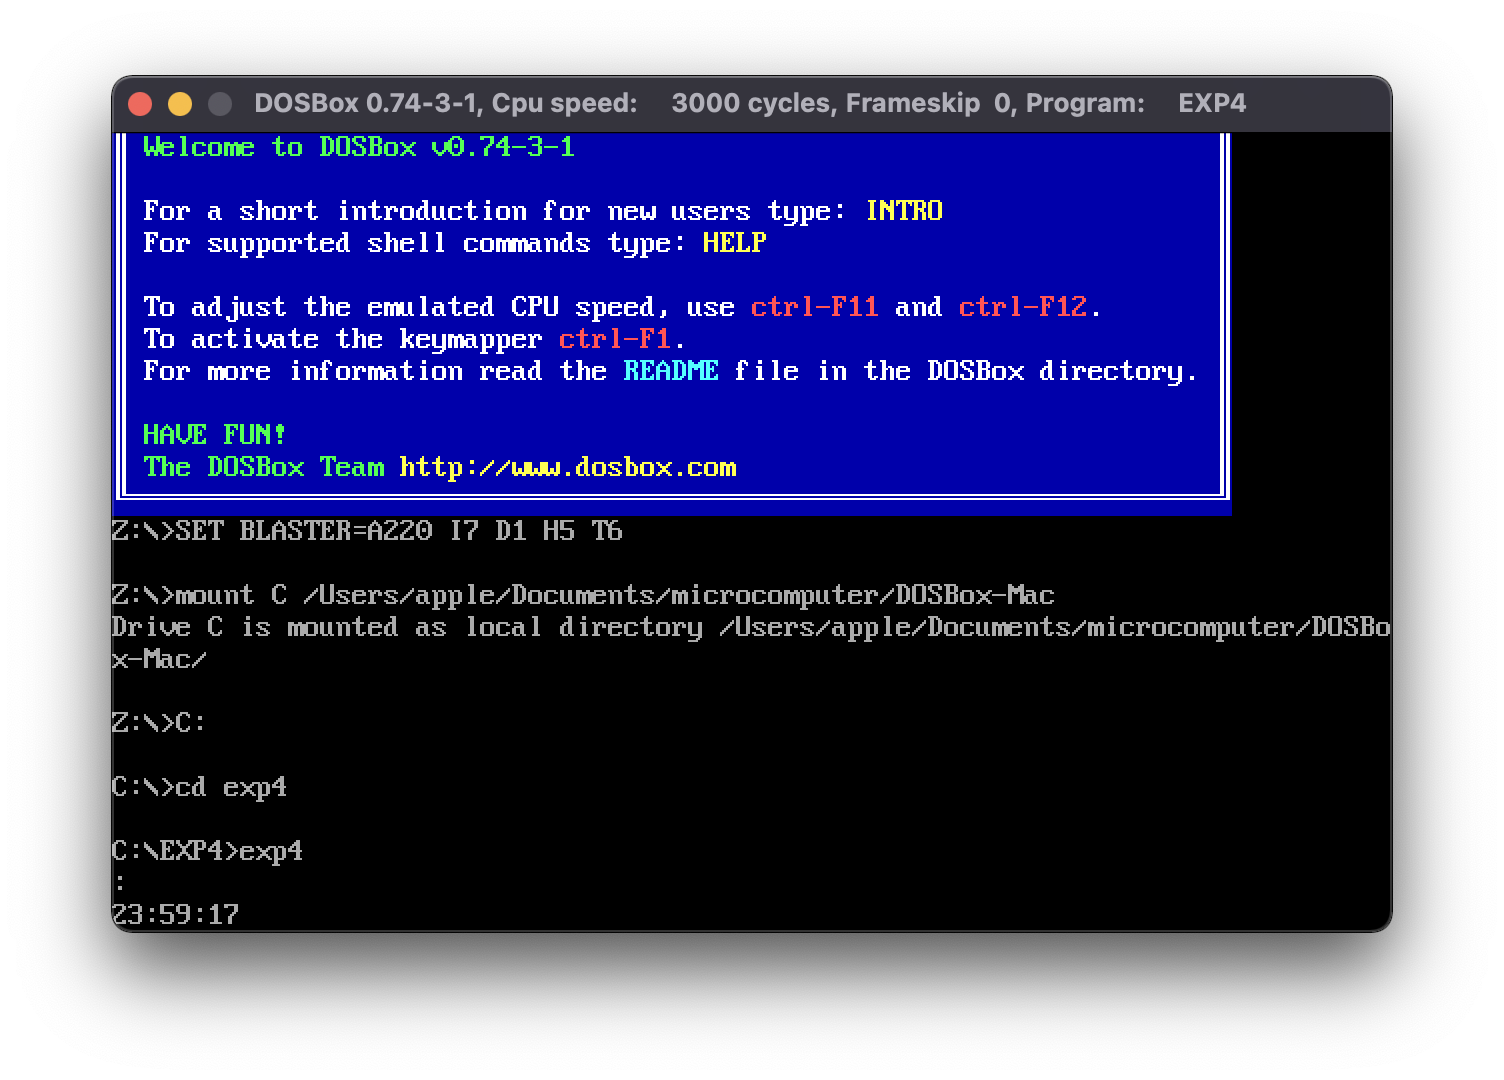 DOSBox 0.74-3-1, Cpu speed:    3000 cycles, Frameskip  0, Program:    EXP4
Welcome to DOSBox v0.74-3-1
For a short introduction for new users type: INTRO
For supported shell commands type: HELP
To adjust the emulated CPU speed, use ctrl-F11 and ctrl-F12.
To activate the keymapper ctrl-F1.
For more information read the README file in the DOSBox directory.
HAVE FUN!
The DOSBox Team http://www.dosbox.com
Z:\>SET BLASTER=A220 I7 D1 H5 T6
Z:\>mount C /Users/apple/Documents/microcomputer/DOSBox-Mac
Drive C is mounted as local directory /Users/apple/Documents/microcomputer/DOSBo
x-Mac/
Z:\>C:
C:\>cd exp4
C:\EXP4>exp4
:
23:59:17